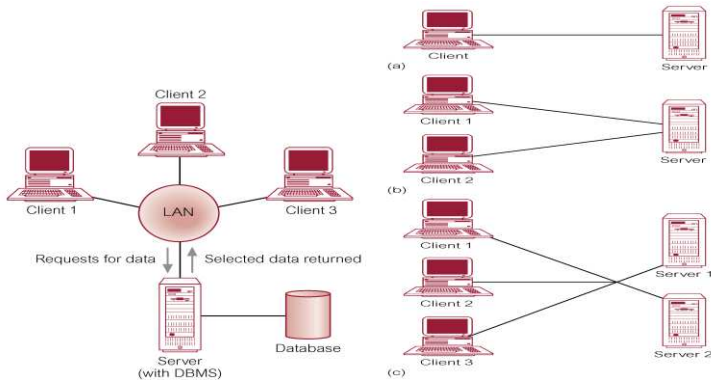 Client 2
Client 1
LAN
Client 3
Requests for data
Selected data returned
Server
(with DBMS)
Database
Client
Server
(a)
Client 1
Client 2
Server
(b)
Client 1
Client 2
Client 3
Server 1
Server 2
(c)